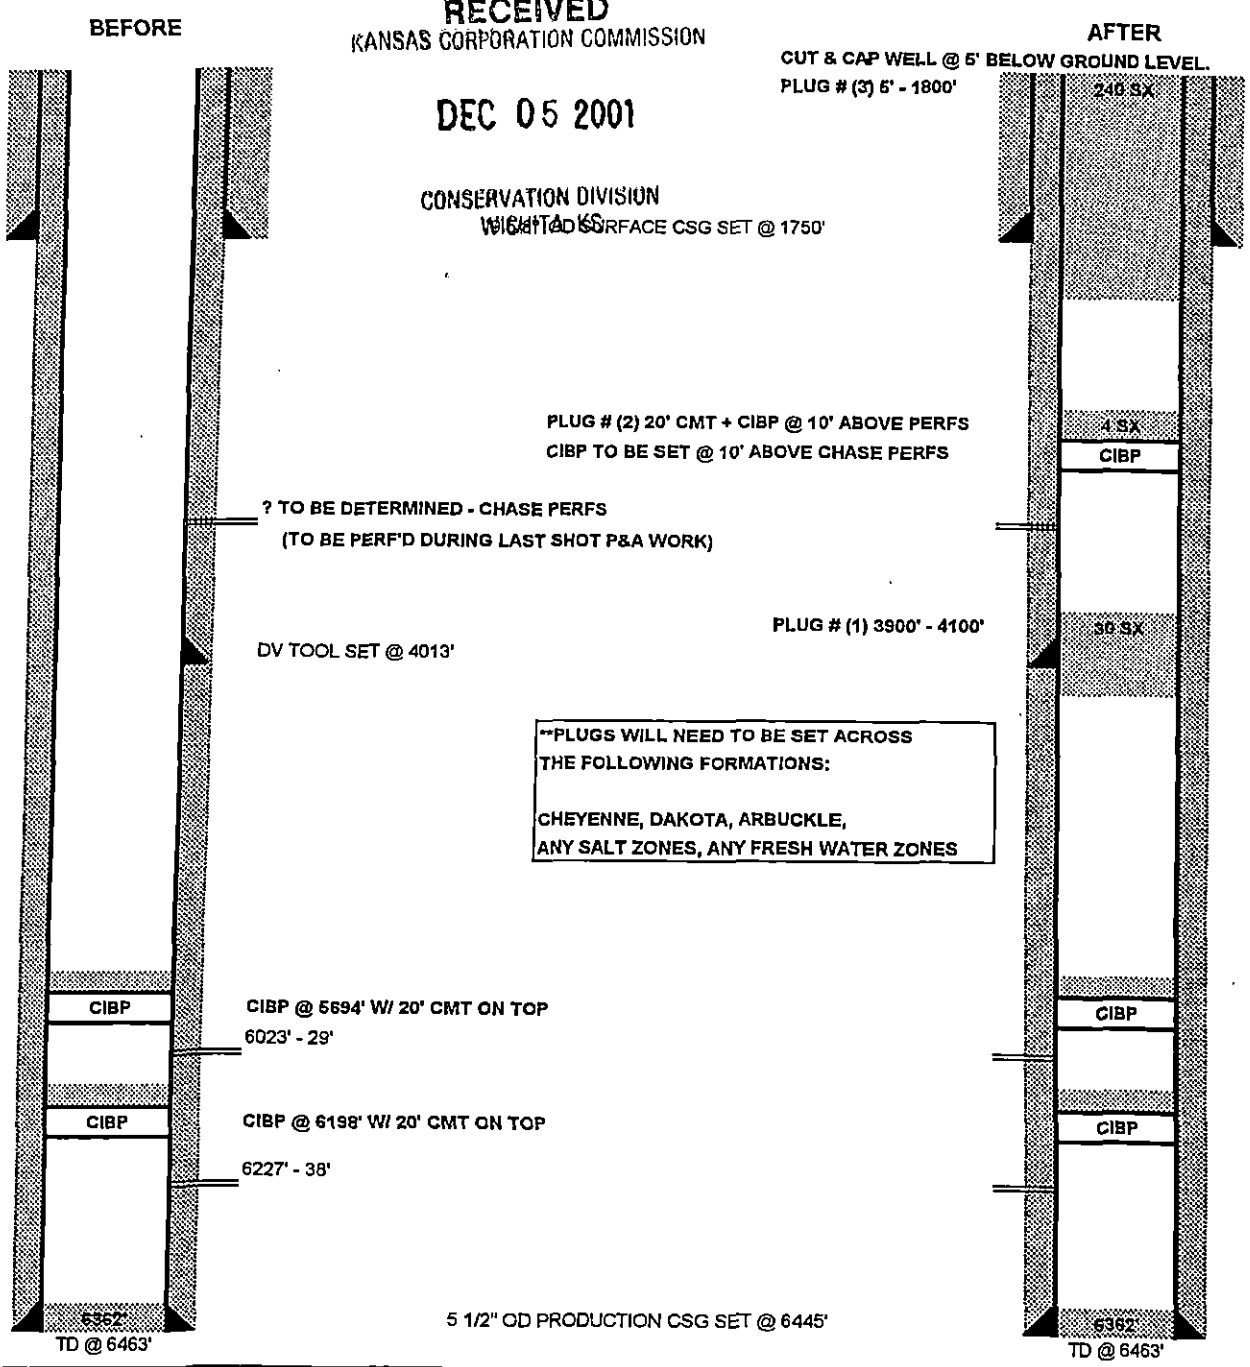 BEFORE
RECEIVED
KANSAS CORPORATION COMMISSION
DEC 05 2001
CONSERVATION DIVISION
WICHITA, KS
SURFACE CSG SET @ 1750'
AFTER
CUT & CAP WELL @ 5' BELOW GROUND LEVEL.
PLUG # (3) 5' - 1800'
240 SX
PLUG # (2) 20' CMT + CIBP @ 10' ABOVE PERFS
4 SX
CIBP TO BE SET @ 10' ABOVE CHASE PERFS
CIBP
? TO BE DETERMINED - CHASE PERFS
(TO BE PERF'D DURING LAST SHOT P&A WORK)
PLUG # (1) 3900' - 4100'
30 SX
DV TOOL SET @ 4013'
**PLUGS WILL NEED TO BE SET ACROSS
THE FOLLOWING FORMATIONS:
CHEYENNE, DAKOTA, ARBUCKLE,
ANY SALT ZONES, ANY FRESH WATER ZONES
CIBP
CIBP @ 5694' W/ 20' CMT ON TOP
CIBP
6023' - 29'
CIBP
CIBP @ 6198' W/ 20' CMT ON TOP
CIBP
6227' - 38'
6362'
5 1/2" OD PRODUCTION CSG SET @ 6445'
6362'
TD @ 6463'
TD @ 6463'